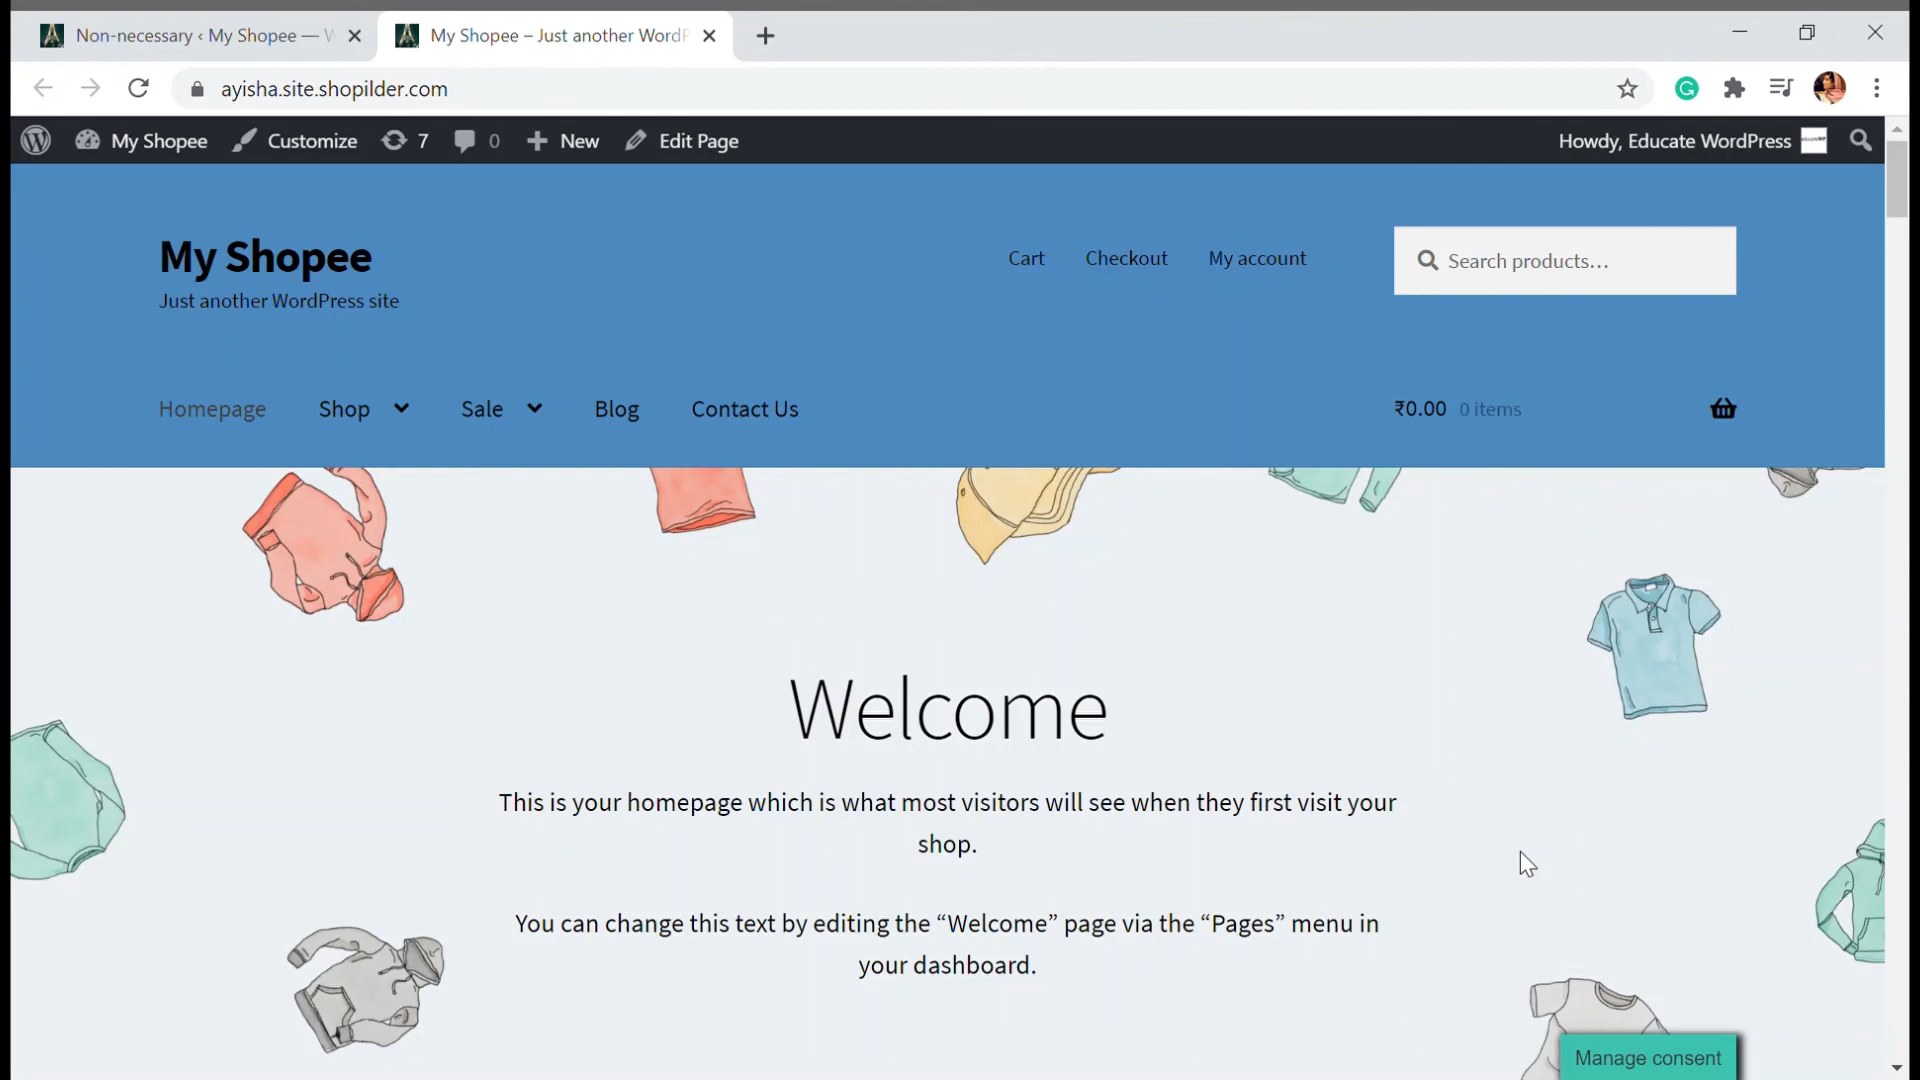 Non-necessary ‹ My Shopee — W
My Shopee – Just another WordP
ayisha.site.shopilder.com
My Shopee Customize 7 0 New Edit Page Howdy, Educate WordPress
My Shopee
Just another WordPress site
Cart Checkout My account
Search products…
Homepage Shop Sale Blog Contact Us
₹0.00 0 items
Welcome
This is your homepage which is what most visitors will see when they first visit your
shop.
You can change this text by editing the “Welcome” page via the “Pages” menu in
your dashboard.
Manage consent